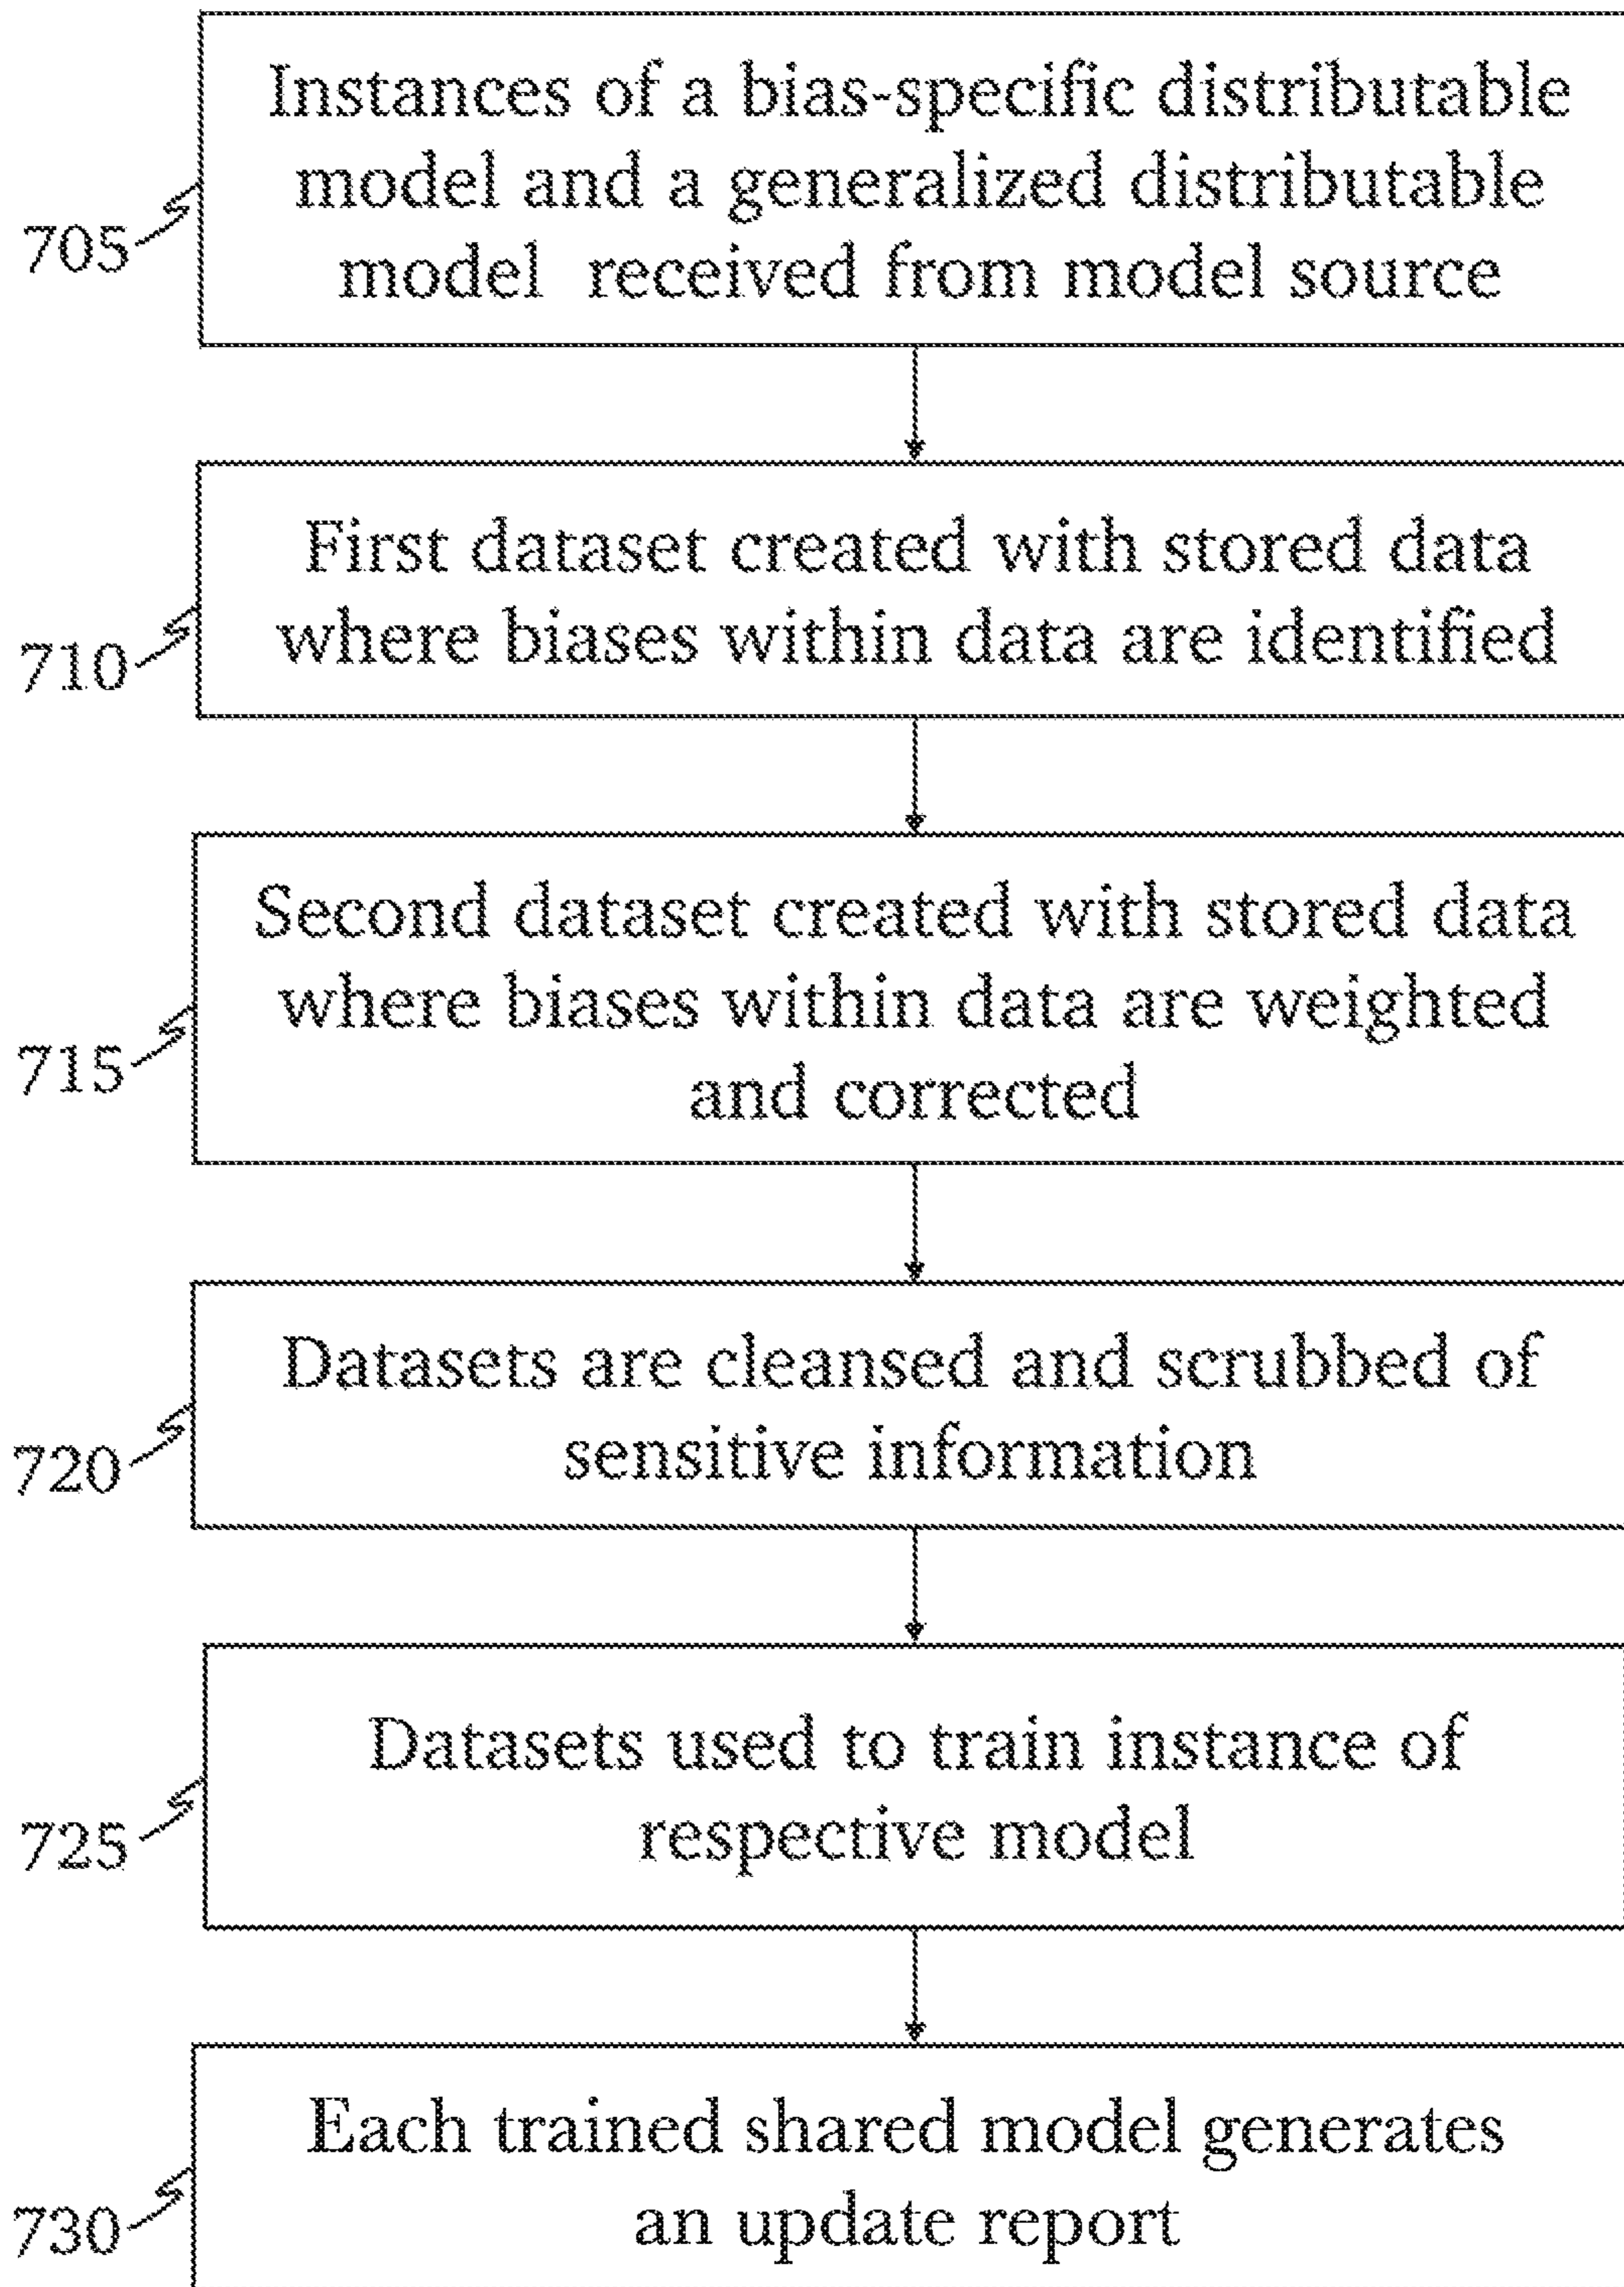 Instances of a bias-specific distributable
model and a generalized distributable
model received from model source
705
First dataset created with stored data
where biases within data are identified
710
Second dataset created with stored data
where biases within data are weighted
and corrected
715
Datasets are cleansed and scrubbed of
sensitive information
720
Datasets used to train instance of
respective model
725
Each trained shared model generates
an update report
730